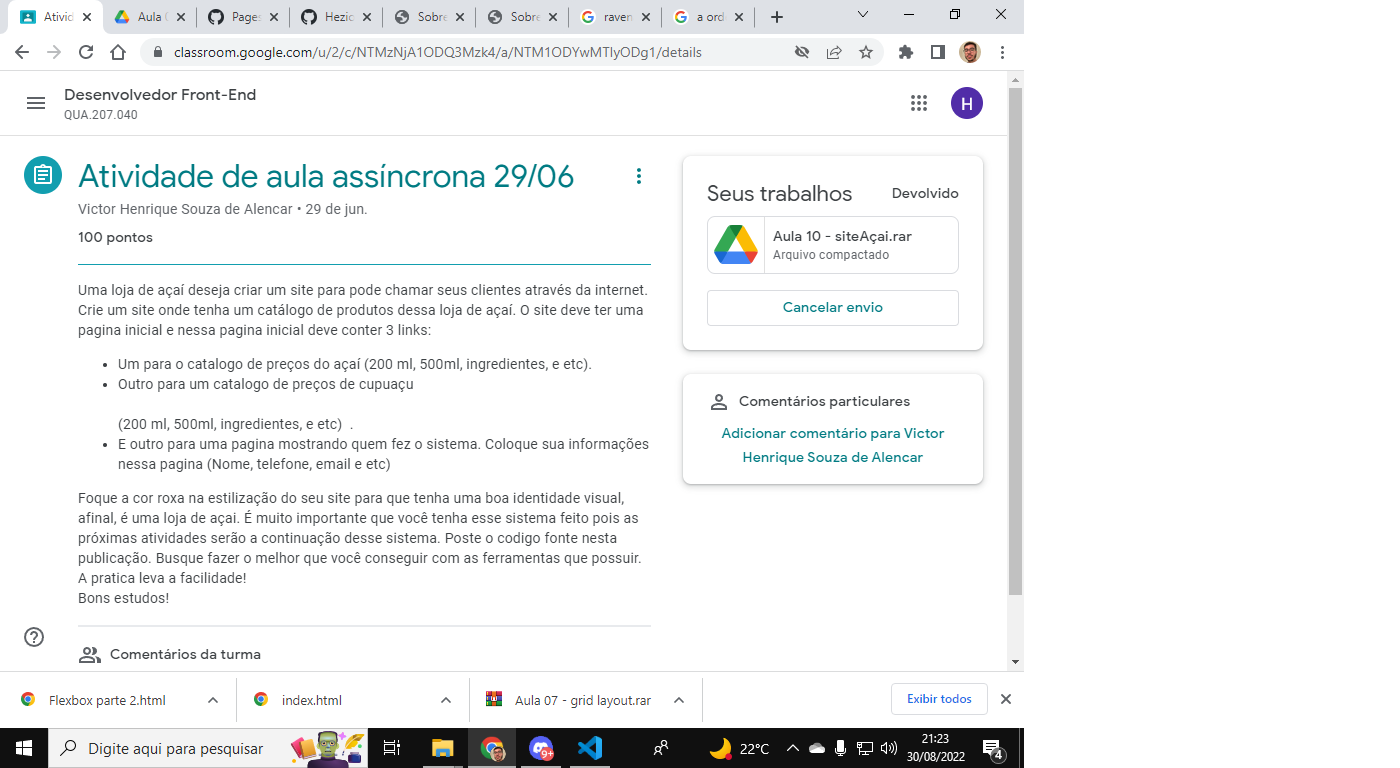 Ativid
Aula (
Pages
Hezio
Sobre
Sobre
raven
a ord
classroom.google.com/u/2/c/NTMzNjA1ODQ3Mzk4/a/NTM1ODYwMTIyODg1/details
Desenvolvedor Front-End
QUA.207.040
H
Atividade de aula assíncrona 29/06
Victor Henrique Souza de Alencar • 29 de jun.
100 pontos
Uma loja de açaí deseja criar um site para pode chamar seus clientes através da internet.
Crie um site onde tenha um catálogo de produtos dessa loja de açaí. O site deve ter uma
pagina inicial e nessa pagina inicial deve conter 3 links:
• Um para o catalogo de preços do açaí (200 ml, 500ml, ingredientes, e etc).
• Outro para um catalogo de preços de cupuaçu
(200 ml, 500ml, ingredientes, e etc)  .
• E outro para uma pagina mostrando quem fez o sistema. Coloque sua informações
nessa pagina (Nome, telefone, email e etc)
Foque a cor roxa na estilização do seu site para que tenha uma boa identidade visual,
afinal, é uma loja de açai. É muito importante que você tenha esse sistema feito pois as
próximas atividades serão a continuação desse sistema. Poste o codigo fonte nesta
publicação. Busque fazer o melhor que você conseguir com as ferramentas que possuir.
A pratica leva a facilidade!
Bons estudos!
Comentários da turma
Seus trabalhos
Devolvido
Aula 10 - siteAçai.rar
Arquivo compactado
Cancelar envio
Comentários particulares
Adicionar comentário para Victor
Henrique Souza de Alencar
Flexbox parte 2.html
index.html
Aula 07 - grid layout.rar
Exibir todos
Digite aqui para pesquisar
9+
22°C
21:23
30/08/2022
4